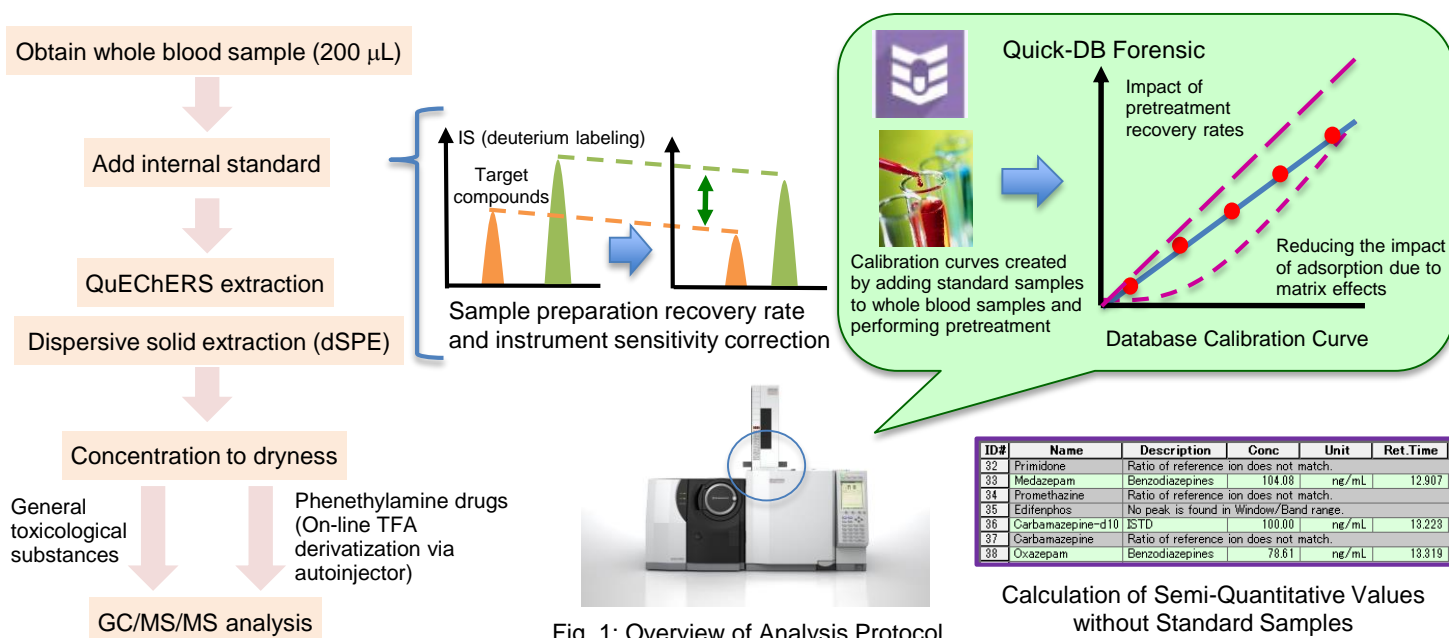 Obtain whole blood sample (200 μL)
Add internal standard
QuEChERS extraction
Dispersive solid extraction (dSPE)
Concentration to dryness
General
toxicological
substances
Phenethylamine drugs
(On-line TFA
derivatization via
autoinjector)
GC/MS/MS analysis
IS (deuterium labeling)
Target
compounds
Sample preparation recovery rate
and instrument sensitivity correction
Quick-DB Forensic
Impact of
pretreatment
recovery rates
Reducing the impact
of adsorption due to
matrix effects
Calibration curves created
by adding standard samples
to whole blood samples and
performing pretreatment
Database Calibration Curve
Fig. 1: Overview of Analysis Protocol
ID# Name Description Conc Unit Ret.Time
32 Primidone Ratio of reference ion does not match.
33 Medazepam Benzodiazepines 104.08 ng/mL 12.907
34 Promethazine Ratio of reference ion does not match.
35 Edifenphos No peak is found in Window/Band range.
36 Carbamazepine-d10 ISTD 100.00 ng/mL 13.223
37 Carbamazepine Ratio of reference ion does not match.
38 Oxazepam Benzodiazepines 78.61 ng/mL 13.319
Calculation of Semi-Quantitative Values
without Standard Samples